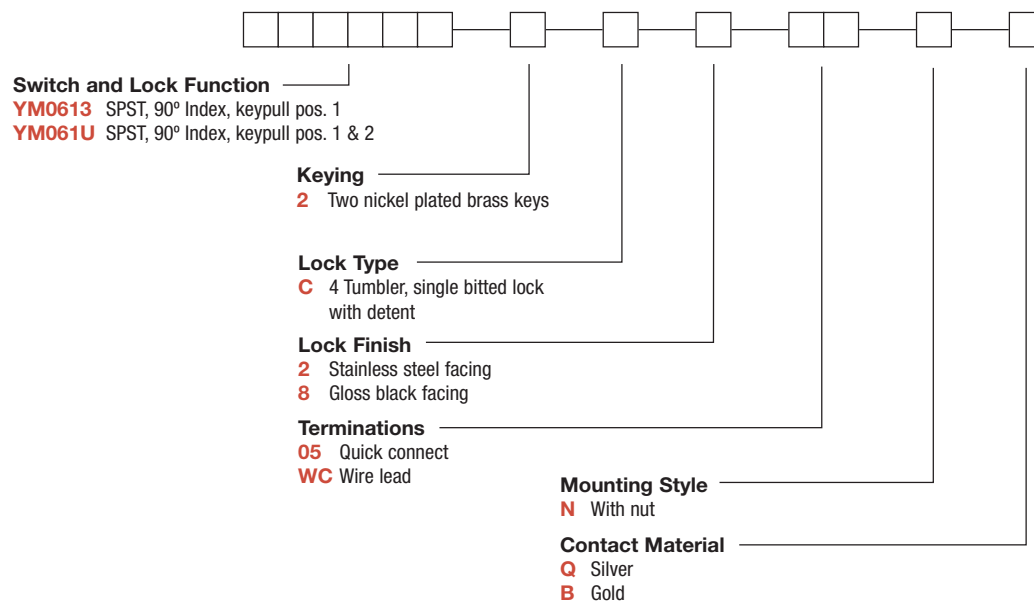 Switch and Lock Function
YM0613 SPST, 90º Index, keypull pos. 1
YM061U SPST, 90º Index, keypull pos. 1 & 2
Keying
2 Two nickel plated brass keys
Lock Type
C 4 Tumbler, single bitted lock
with detent
Lock Finish
2 Stainless steel facing
8 Gloss black facing
Terminations
05 Quick connect
WC Wire lead
Mounting Style
N With nut
Contact Material
Q Silver
B Gold